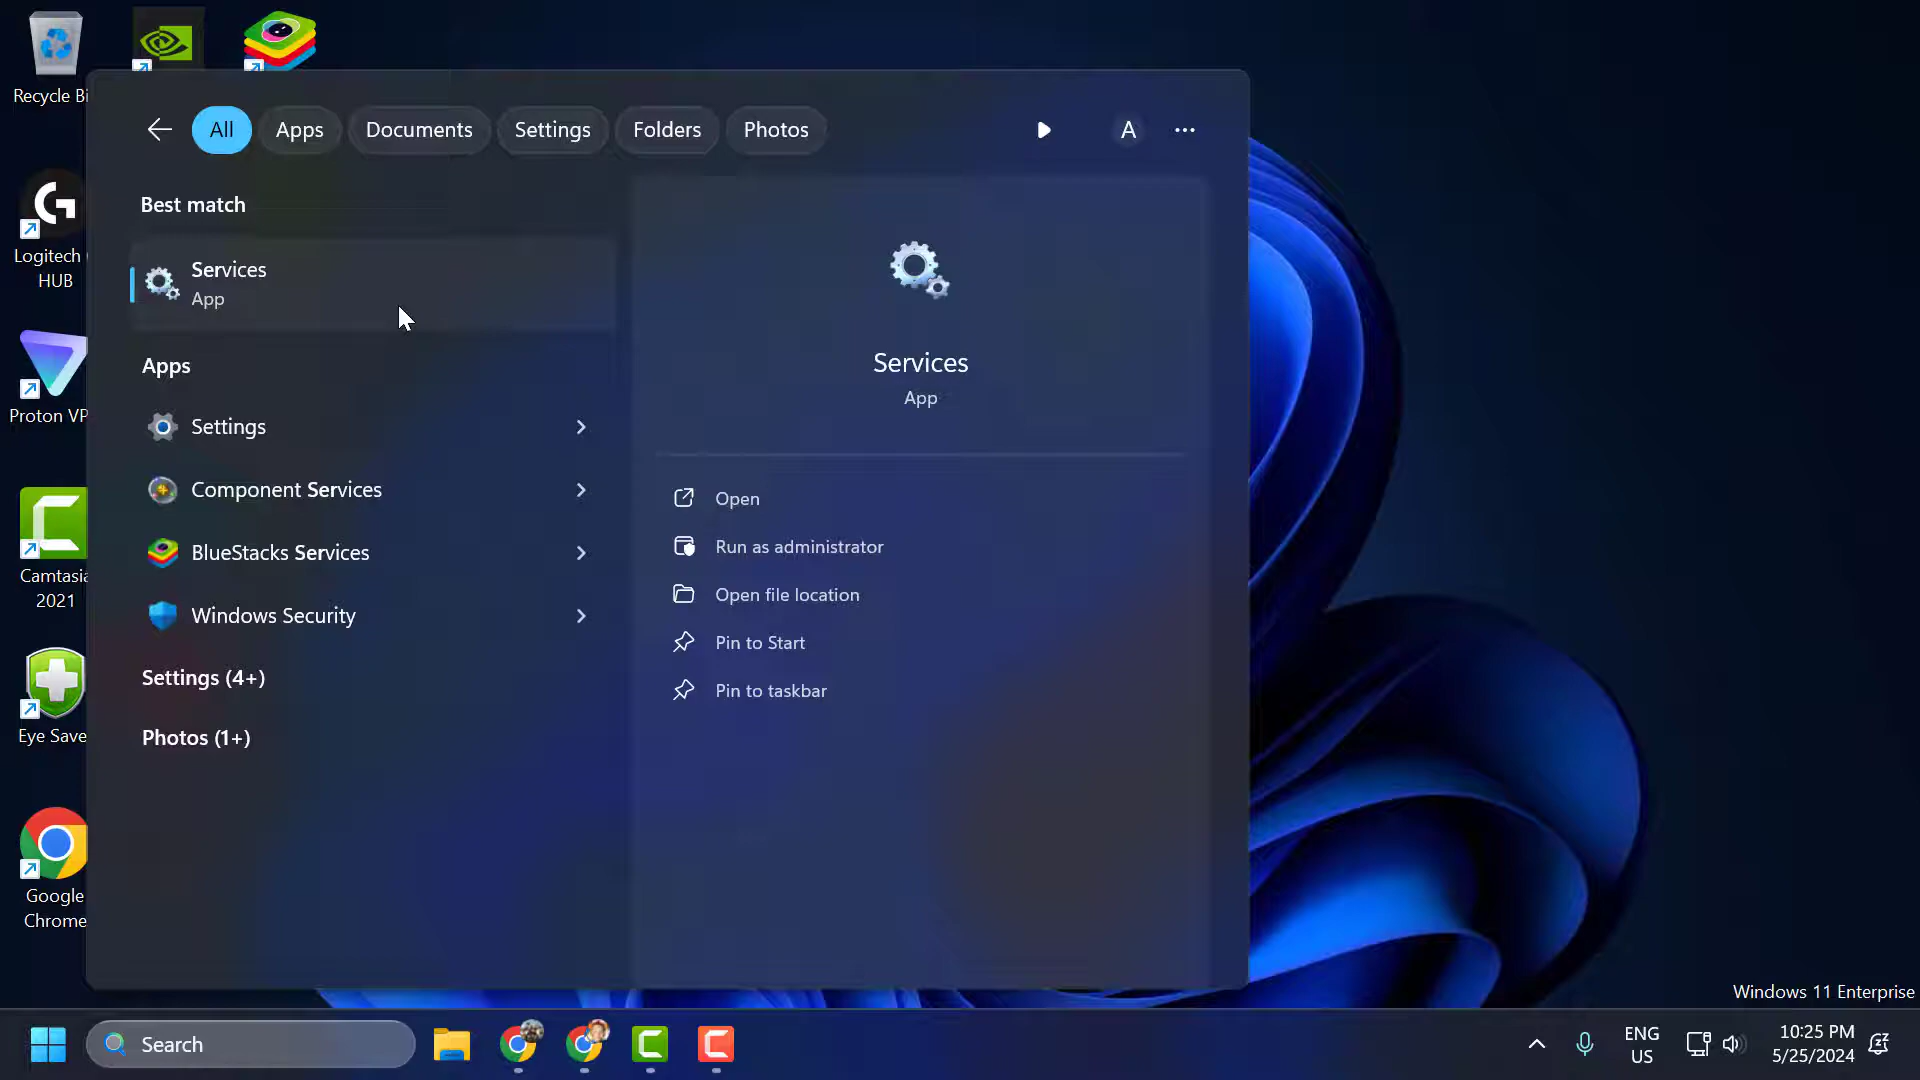 Recycle Bi
All
Apps
Documents
Settings
Folders
Photos
A
Best match
Services
App
Apps
Settings
Component Services
BlueStacks Services
Windows Security
Settings (4+)
Photos (1+)
Services
App
Open
Run as administrator
Open file location
Pin to Start
Pin to taskbar
Logitech
HUB
Proton VP
Camtasia
2021
Eye Save
Google
Chrome
Windows 11 Enterprise
Search
ENG
US
10:25 PM
5/25/2024